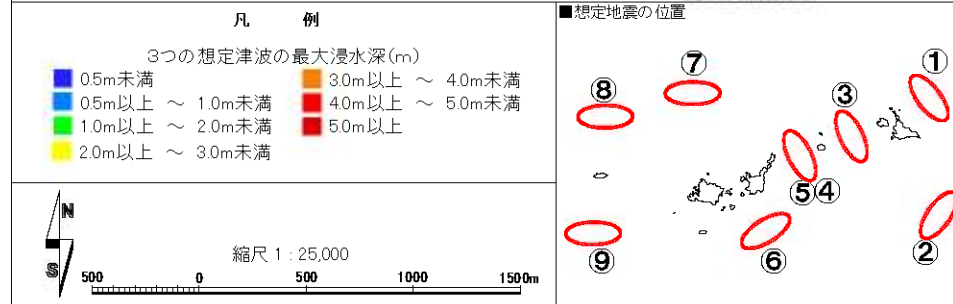 凡 例
3つの想定津波の最大浸水深(m)
0.5m未満
0.5m以上 ～ 1.0m未満
1.0m以上 ～ 2.0m未満
2.0m以上 ～ 3.0m未満
3.0m以上 ～ 4.0m未満
4.0m以上 ～ 5.0m未満
5.0m以上
N
S
縮尺 1：25,000
500 0 500 1000 1500m
■想定地震の位置
①
⑦
⑧
③
⑤④
②
⑨
⑥